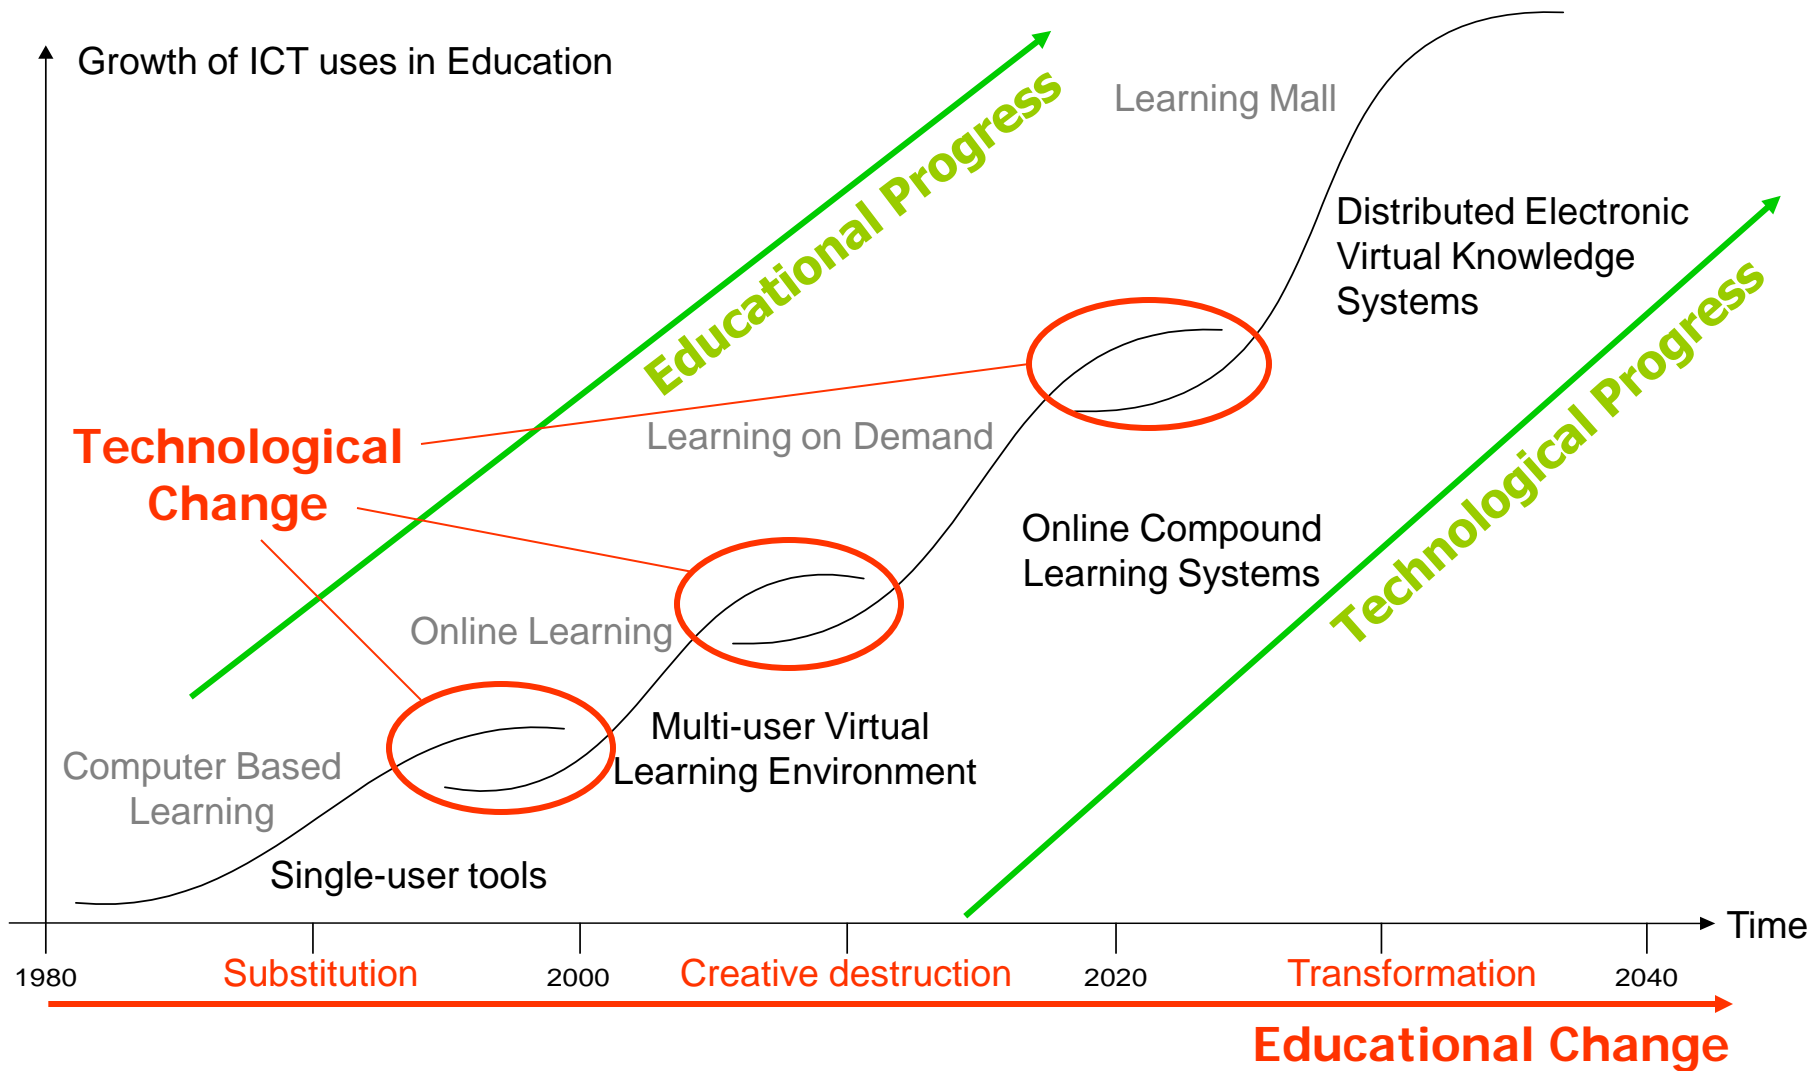 Growth of ICT uses in Education
Learning Mall
Educational Progress
Distributed Electronic
Virtual Knowledge
Systems
Technological Progress
Technological
Change
Learning on Demand
Online Compound
Learning Systems
Online Learning
Multi-user Virtual
Learning Environment
Computer Based
Learning
Single-user tools
Time
1980
Substitution
2000
Creative destruction
2020
Transformation
2040
Educational Change